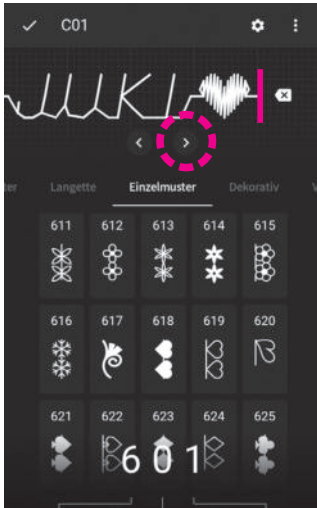 C01
JUKI
ter Langette Einzelmuster Dekorativ V
611 612 613 614 615
616 617 618 619 620
621 622 623 624 625
601